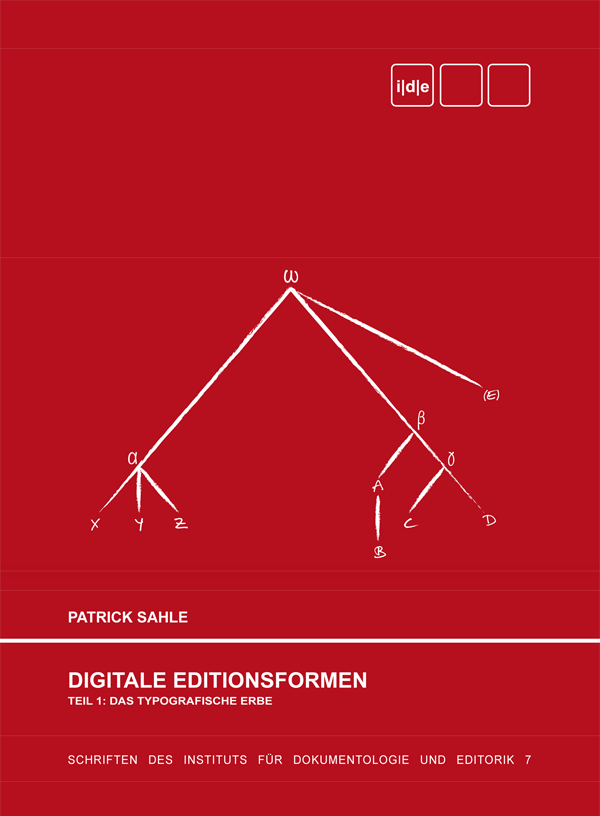 i|d|e
ω
(E)
β
α
γ
A
X Y Z
C D
B
PATRICK SAHLE
DIGITALE EDITIONSFORMEN
TEIL 1: DAS TYPOGRAFISCHE ERBE
SCHRIFTEN DES INSTITUTS FÜR DOKUMENTOLOGIE UND EDITORIK 7